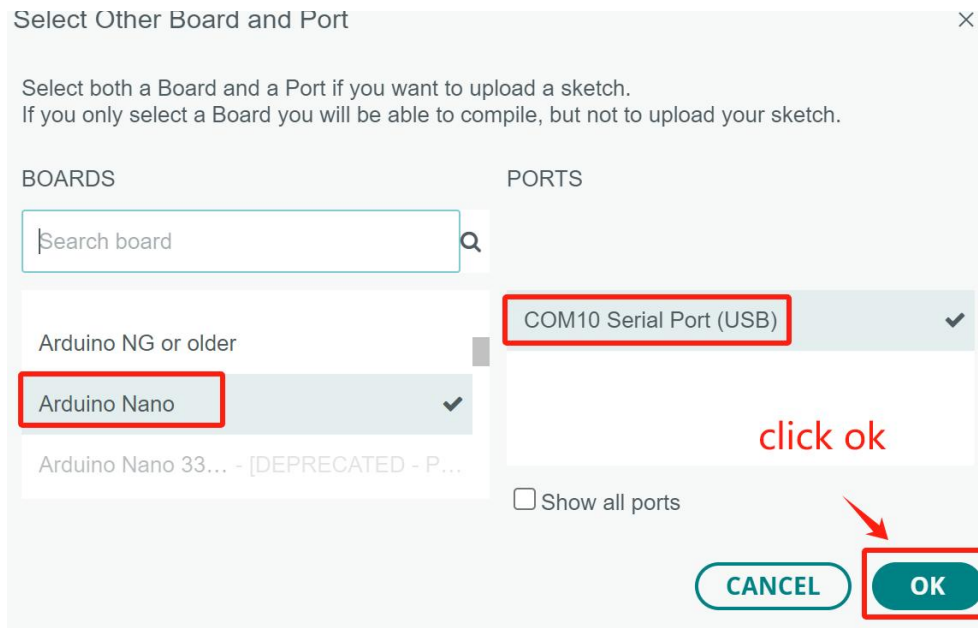 Select Other Board and Port
Select both a Board and a Port if you want to upload a sketch.
If you only select a Board you will be able to compile, but not to upload your sketch.
BOARDS
PORTS
Search board
COM10 Serial Port (USB)
Arduino NG or older
Arduino Nano
Arduino Nano 33... - [DEPRECATED - P...
click ok
Show all ports
CANCEL
OK